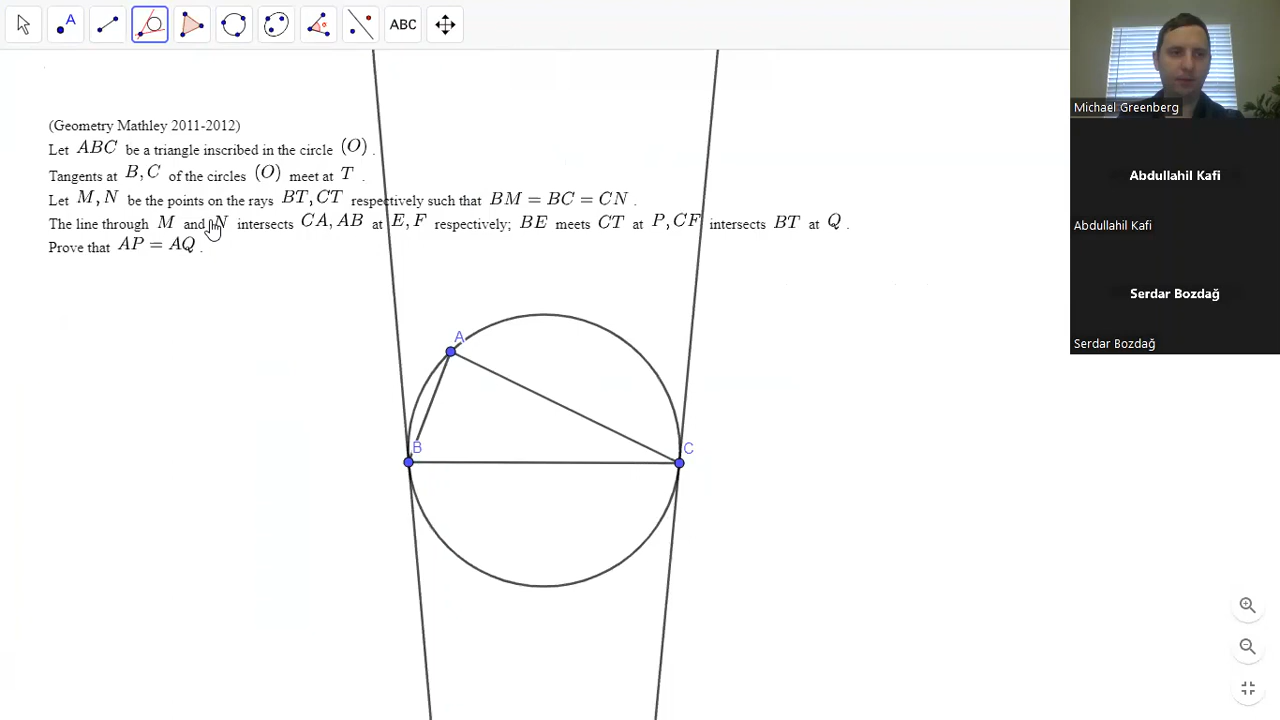 A
ABC
(Geometry Mathley 2011-2012)
Let ABC be a triangle inscribed in the circle (O) .
Tangents at B, C of the circles (O) meet at T .
Let M, N be the points on the rays BT, CT respectively such that BM = BC = CN .
The line through M and N intersects CA, AB at E, F respectively; BE meets CT at P, CF intersects BT at Q .
Prove that AP = AQ .
A
B
C
Michael Greenberg
Abdullahil Kafi
Abdullahil Kafi
Serdar Bozdağ
Serdar Bozdağ